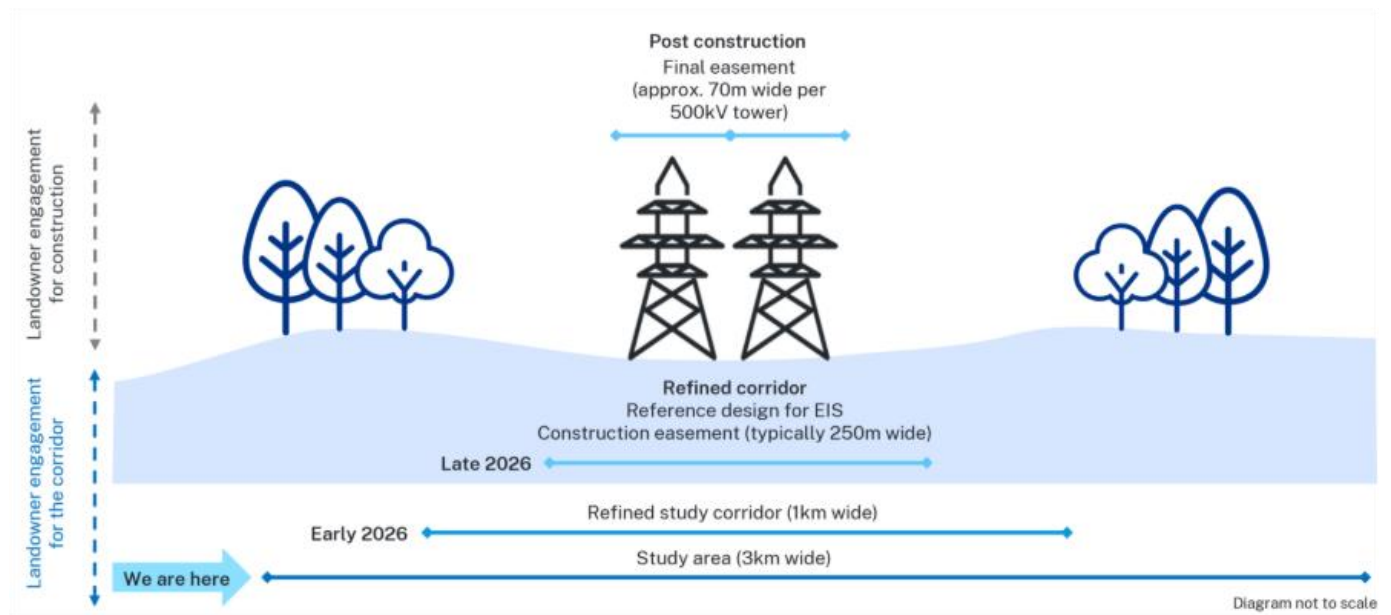 Post construction
Final easement
(approx. 70m wide per
500kV tower)
Landowner engagement
for construction
Refined corridor
Reference design for EIS
Construction easement (typically 250m wide)
Late 2026
Landowner engagement
for the corridor
Refined study corridor (1km wide)
Early 2026
Study area (3km wide)
We are here
Diagram not to scale